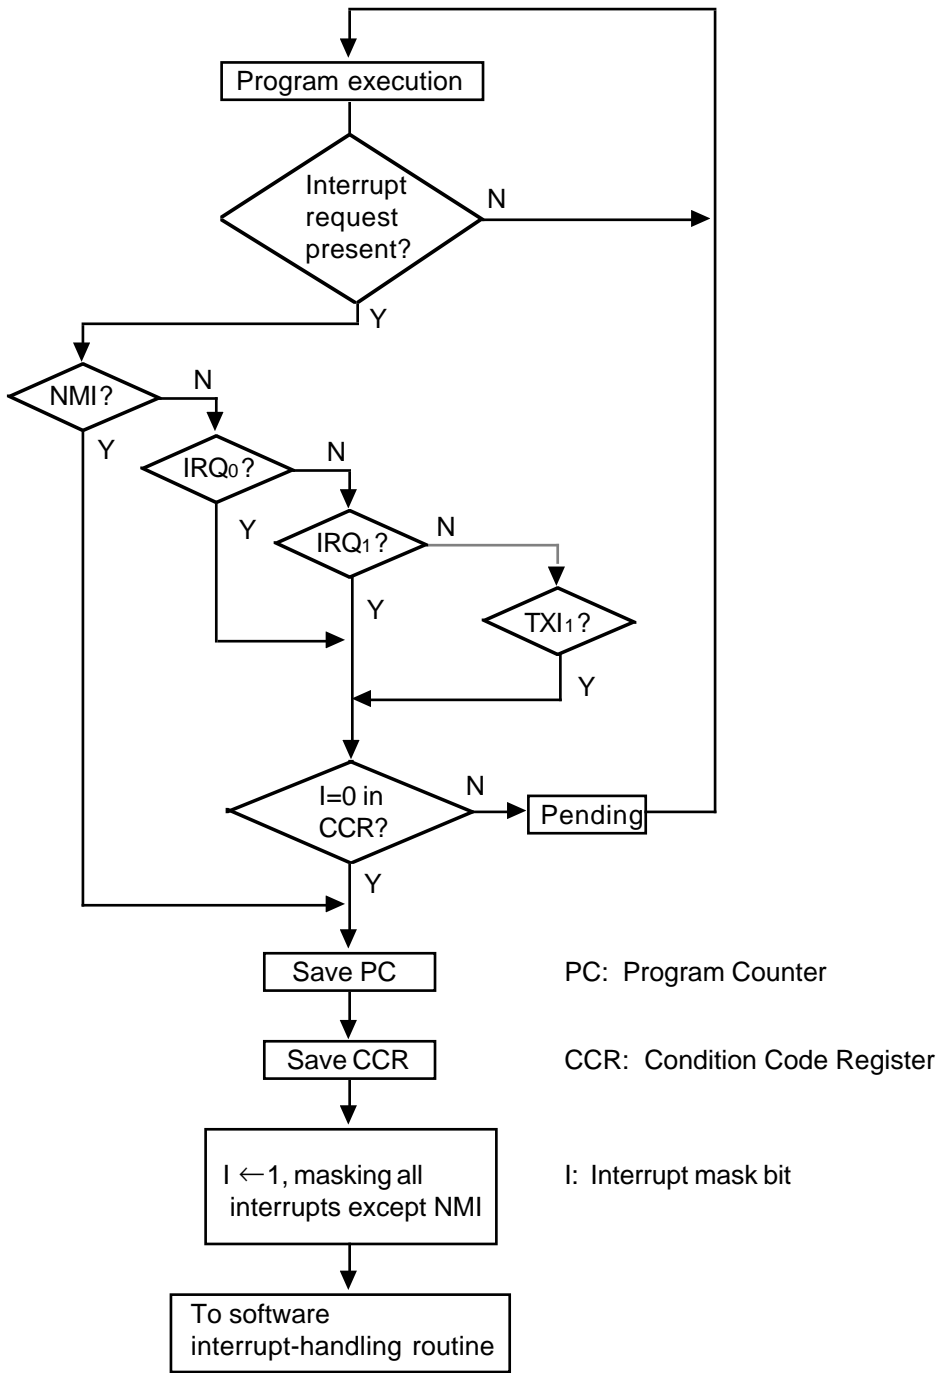 Program execution
Interrupt
request
present?
N
Y
NMI?
N
Y
IRQ0?
N
Y
IRQ1?
N
Y
TXI1?
Y
I=0 in
CCR?
N
Pending
Y
Save PC
PC: Program Counter
Save CCR
CCR: Condition Code Register
I ←1, masking all
interrupts except NMI
I: Interrupt mask bit
To software
interrupt-handling routine